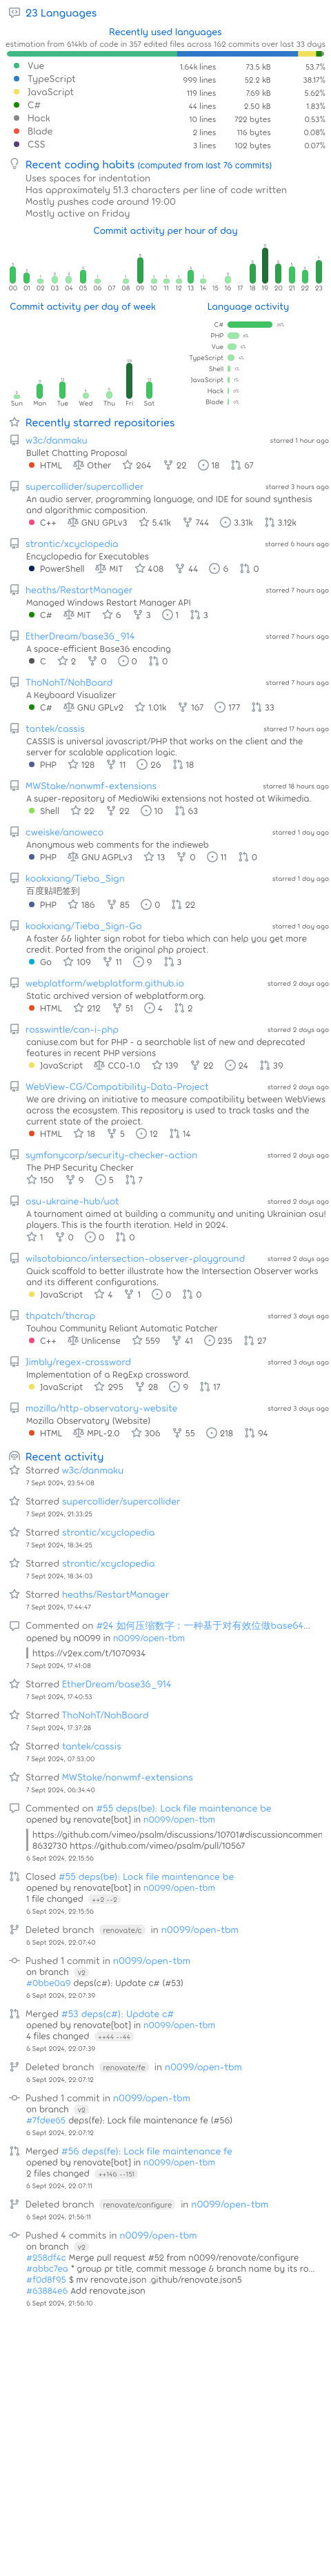 23 Languages
Recently used languages
estimation from 614kb of code in 357 edited files across 162 commits over last 33 days
Vue 1.64k lines 73.5 kB 53.7%
TypeScript 999 lines 52.2 kB 38.17%
JavaScript 119 lines 7.69 kB 5.62%
C# 44 lines 2.50 kB 1.83%
Hack 10 lines 722 bytes 0.53%
Blade 2 lines 116 bytes 0.08%
CSS 3 lines 102 bytes 0.07%
Recent coding habits (computed from last 76 commits)
Uses spaces for indentation
Has approximately 51.3 characters per line of code written
Mostly pushes code around 19:00
Mostly active on Friday
Commit activity per hour of day
00 01 02 03 04 05 06 07 08 09 10 11 12 13 14 15 16 17 18 19 20 21 22 23
Commit activity per day of week
Sun Mon Tue Wed Thu Fri Sat
Language activity
C#
PHP
Vue
TypeScript
Shell
JavaScript
Hack
Blade
Recently starred repositories
w3c/danmaku starred 1 hour ago
Bullet Chatting Proposal
HTML Other 264 22 18 67
supercollider/supercollider starred 3 hours ago
An audio server, programming language, and IDE for sound synthesis
and algorithmic composition.
C++ GNU GPLv3 5.41k 744 3.31k 3.12k
strontic/xcyclopedia starred 6 hours ago
Encyclopedia for Executables
PowerShell MIT 408 44 6 0
heaths/RestartManager starred 7 hours ago
Managed Windows Restart Manager API
C# MIT 6 3 1 3
EtherDream/base36_914 starred 7 hours ago
A space-efficient Base36 encoding
C 2 0 0 0
ThoNohT/NohBoard starred 7 hours ago
A Keyboard Visualizer
C# GNU GPLv2 1.01k 167 177 33
tantek/cassis starred 17 hours ago
CASSIS is universal javascript/PHP that works on the client and the
server for scalable application logic.
PHP 128 11 26 18
MWStake/nonwmf-extensions starred 18 hours ago
A super-repository of MediaWiki extensions not hosted at Wikimedia.
Shell 22 22 10 63
cweiske/anoweco starred 1 day ago
Anonymous web comments for the indieweb
PHP GNU AGPLv3 13 0 11 0
kookxiang/Tieba_Sign starred 1 day ago
百度贴吧签到
PHP 186 85 0 22
kookxiang/Tieba_Sign-Go starred 1 day ago
A faster && lighter sign robot for tieba which can help you get more
credit. Ported from the original php project.
Go 109 11 9 3
webplatform/webplatform.github.io starred 2 days ago
Static archived version of webplatform.org.
HTML 212 51 4 2
rosswintle/can-i-php starred 2 days ago
caniuse.com but for PHP - a searchable list of new and deprecated
features in recent PHP versions
JavaScript CC0-1.0 139 22 24 39
WebView-CG/Compatibility-Data-Project starred 2 days ago
We are driving an initiative to measure compatibility between WebViews
across the ecosystem. This repository is used to track tasks and the
current state of the project.
HTML 18 5 12 14
symfonycorp/security-checker-action starred 2 days ago
The PHP Security Checker
150 9 5 7
osu-ukraine-hub/uot starred 2 days ago
A tournament aimed at building a community and uniting Ukrainian osu!
players. This is the fourth iteration. Held in 2024.
1 0 0 0
wilsotobianco/intersection-observer-playground starred 2 days ago
Quick scaffold to better illustrate how the Intersection Observer works
and its different configurations.
JavaScript 4 1 0 0
thpatch/thcrap starred 3 days ago
Touhou Community Reliant Automatic Patcher
C++ Unlicense 559 41 235 27
Jimbly/regex-crossword starred 3 days ago
Implementation of a RegExp crossword.
JavaScript 295 28 9 17
mozilla/http-observatory-website starred 3 days ago
Mozilla Observatory (Website)
HTML MPL-2.0 306 55 218 94
Recent activity
Starred w3c/danmaku
7 Sept 2024, 23:54:08
Starred supercollider/supercollider
7 Sept 2024, 21:33:25
Starred strontic/xcyclopedia
7 Sept 2024, 18:34:25
Starred strontic/xcyclopedia
7 Sept 2024, 18:34:03
Starred heaths/RestartManager
7 Sept 2024, 17:44:47
Commented on #24 如何压缩数字：一种基于对有效位做base64...
opened by n0099 in n0099/open-tbm
https://v2ex.com/t/1070934
7 Sept 2024, 17:41:08
Starred EtherDream/base36_914
7 Sept 2024, 17:40:53
Starred ThoNohT/NohBoard
7 Sept 2024, 17:37:28
Starred tantek/cassis
7 Sept 2024, 07:53:00
Starred MWStake/nonwmf-extensions
7 Sept 2024, 06:34:40
Commented on #55 deps(be): Lock file maintenance be
opened by renovate[bot] in n0099/open-tbm
https://github.com/vimeo/psalm/discussions/10701#discussioncommen
8632730 https://github.com/vimeo/psalm/pull/10567
6 Sept 2024, 22:15:56
Closed #55 deps(be): Lock file maintenance be
opened by renovate[bot] in n0099/open-tbm
1 file changed ++2 --2
6 Sept 2024, 22:15:56
Deleted branch renovate/c in n0099/open-tbm
6 Sept 2024, 22:07:40
Pushed 1 commit in n0099/open-tbm
on branch v2
#0bbe0a9 deps(c#): Update c# (#53)
6 Sept 2024, 22:07:39
Merged #53 deps(c#): Update c#
opened by renovate[bot] in n0099/open-tbm
4 files changed ++44 --44
6 Sept 2024, 22:07:39
Deleted branch renovate/fe in n0099/open-tbm
6 Sept 2024, 22:07:12
Pushed 1 commit in n0099/open-tbm
on branch v2
#7fdee65 deps(fe): Lock file maintenance fe (#56)
6 Sept 2024, 22:07:12
Merged #56 deps(fe): Lock file maintenance fe
opened by renovate[bot] in n0099/open-tbm
2 files changed ++146 --151
6 Sept 2024, 22:07:11
Deleted branch renovate/configure in n0099/open-tbm
6 Sept 2024, 21:56:11
Pushed 4 commits in n0099/open-tbm
on branch v2
#258df4c Merge pull request #52 from n0099/renovate/configure
#abbc7ea * group pr title, commit message & branch name by its ro...
#f0d8f95 $ mv renovate.json .github/renovate.json5
#63884e6 Add renovate.json
6 Sept 2024, 21:56:10